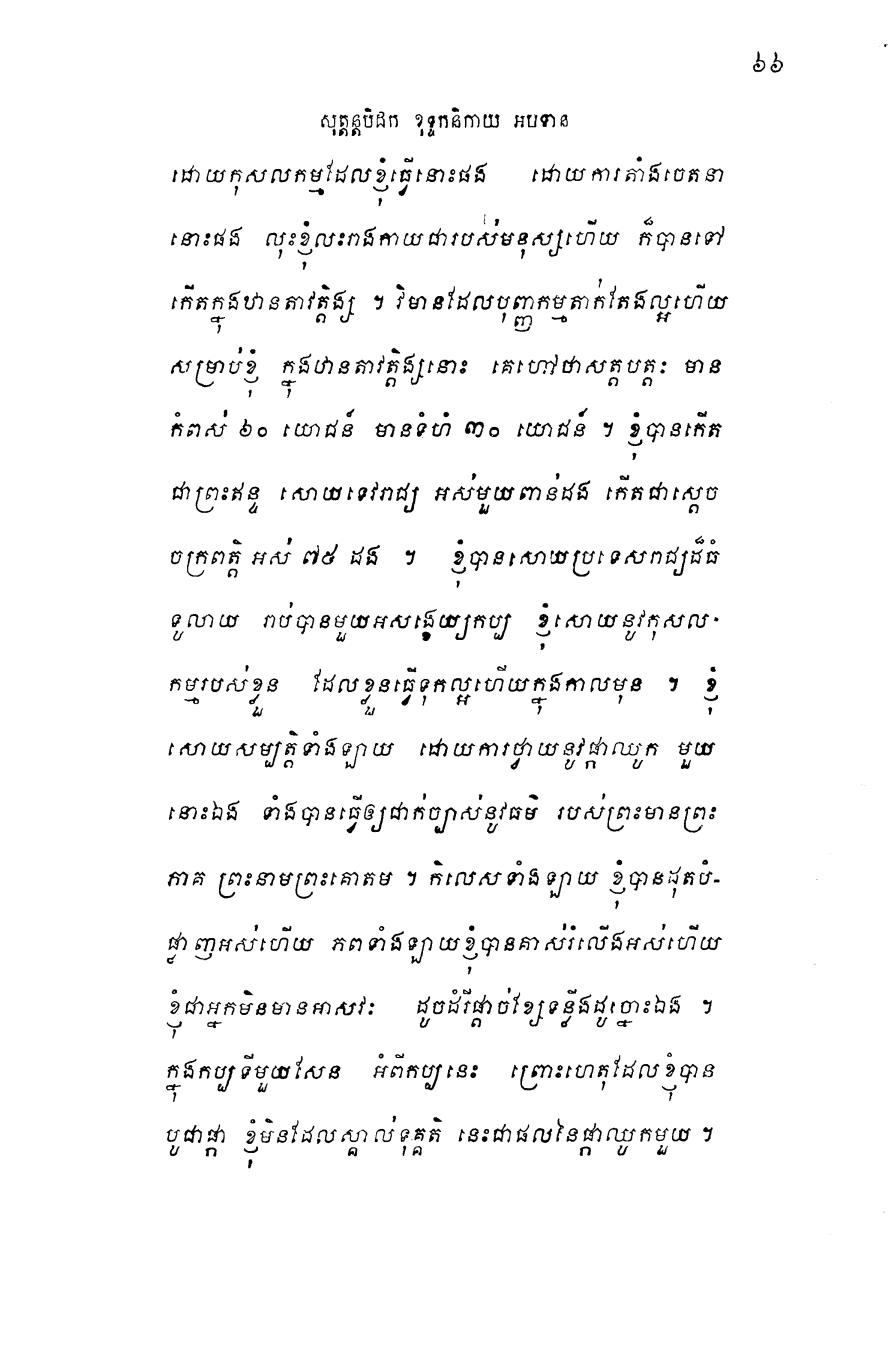 ៦៦
សុត្តន្តបិដក ខុទ្ទកនិកាយ អបទាន
ដោយកុសលកម្មដែលខ្ញុំធ្វើនោះផង ដោយការតាំងចេតនា
នោះផង លុះខ្ញុំលះរាងកាយជារបស់មនុស្សហើយ ក៏បានទៅ
កើតក្នុងឋានតាវត្តិង្ស ។ វិមានដែលបុញ្ញកម្មតាក់តែងល្អហើយ
សម្រាប់ខ្ញុំ ក្នុងឋានតាវត្តិង្សនោះ គេហៅថាសត្តបត្តៈ មាន
កំពស់ ៦០ យោជន៍ មានទំហំ ៣០ យោជន៍ ។ ខ្ញុំបានកើត
ជាព្រះឥន្ទ សោយទេវរាជ្យ អស់មួយពាន់ដង កើតជាស្តេច
ចក្រពត្តិ អស់ ៧៥ ដង ។ ខ្ញុំបានសោយប្រទេសរាជ្យដ៏ធំ
ទូលាយ រាប់បានមួយអសង្ខេយ្យកប្ប ខ្ញុំសោយនូវកុសល-
កម្មរបស់ខ្លួន ដែលខ្លួនធ្វើទុកល្អហើយក្នុងកាលមុន ។ ខ្ញុំ
សោយសម្បត្តិទាំងឡាយ ដោយការថ្វាយនូវផ្កាឈូក មួយ
នោះឯង ទាំងបានធ្វើឲ្យជាក់ច្បាស់នូវធម៌ របស់ព្រះមានព្រះ
ភាគ ព្រះនាមព្រះគោតម ។ កិលេសទាំងឡាយ ខ្ញុំបានដុតបំ-
ផ្លាញអស់ហើយ ភពទាំងឡាយខ្ញុំបានគាស់រំលើងអស់ហើយ
ខ្ញុំជាអ្នកមិនមានអាសវៈ ដូចដំរីផ្តាច់ខ្សែទន្លីងដូច្នោះឯង ។
ក្នុងកប្បទីមួយសែន អំពីកប្បនេះ ព្រោះហេតុដែលខ្ញុំបាន
បូជាផ្កា ខ្ញុំមិនដែលស្គាល់ទុគ្គតិ នេះជាផលនៃផ្កាឈូកមួយ ។